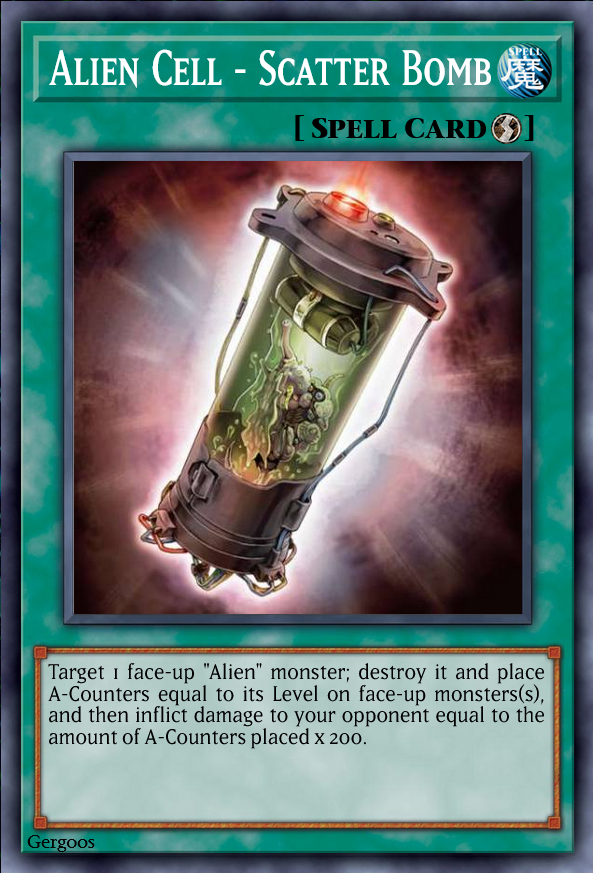 ALIEN CELL - SCATTER BOMB
SPELL
魔
[ SPELL CARD ]
Target 1 face-up "Alien" monster; destroy it and place
A-Counters equal to its Level on face-up monsters(s),
and then inflict damage to your opponent equal to the
amount of A-Counters placed x 200.
Gergoos